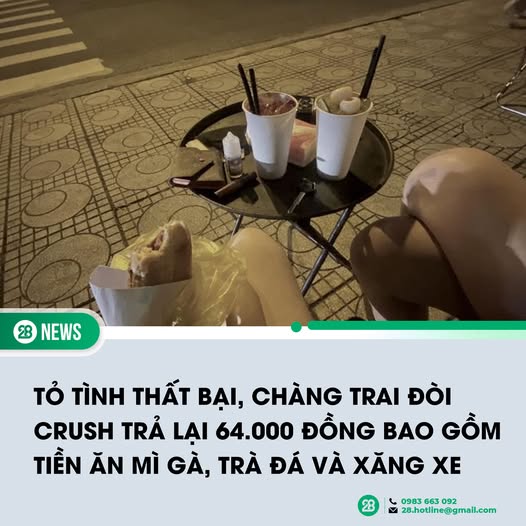 28 NEWS
TỎ TÌNH THẤT BẠI, CHÀNG TRAI ĐÒI
CRUSH TRẢ LẠI 64.000 ĐỒNG BAO GỒM
TIỀN ĂN MÌ GÀ, TRÀ ĐÁ VÀ XĂNG XE
28
0983 663 092
28.hotline@gmail.com